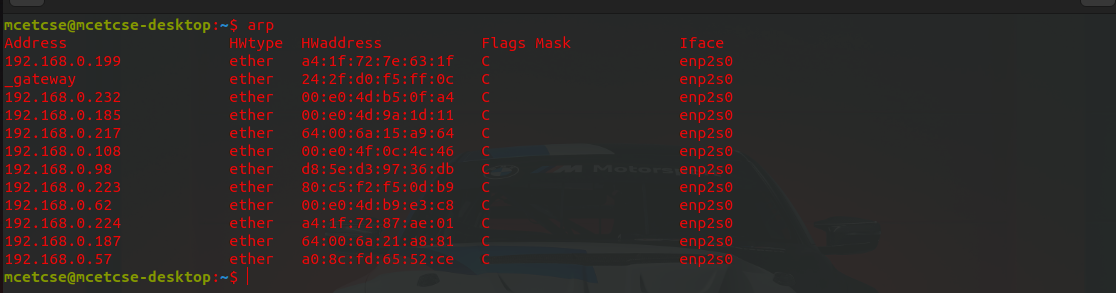 mcetcse@mcetcse-desktop:~$ arp
Address                  HWtype  HWaddress           Flags Mask            Iface
192.168.0.199            ether   a4:1f:72:7e:63:1f   C                     enp2s0
_gateway                 ether   24:2f:d0:f5:ff:0c   C                     enp2s0
192.168.0.232            ether   00:e0:4d:b5:0f:a4   C                     enp2s0
192.168.0.185            ether   00:e0:4d:9a:1d:11   C                     enp2s0
192.168.0.217            ether   64:00:6a:15:a9:64   C                     enp2s0
192.168.0.108            ether   00:e0:4f:0c:4c:46   C                     enp2s0
192.168.0.98             ether   d8:5e:d3:97:36:db   C                     enp2s0
192.168.0.223            ether   80:c5:f2:f5:0d:b9   C                     enp2s0
192.168.0.62             ether   00:e0:4d:b9:e3:c8   C                     enp2s0
192.168.0.224            ether   a4:1f:72:87:ae:01   C                     enp2s0
192.168.0.187            ether   64:00:6a:21:a8:81   C                     enp2s0
192.168.0.57             ether   a0:8c:fd:65:52:ce   C                     enp2s0
mcetcse@mcetcse-desktop:~$